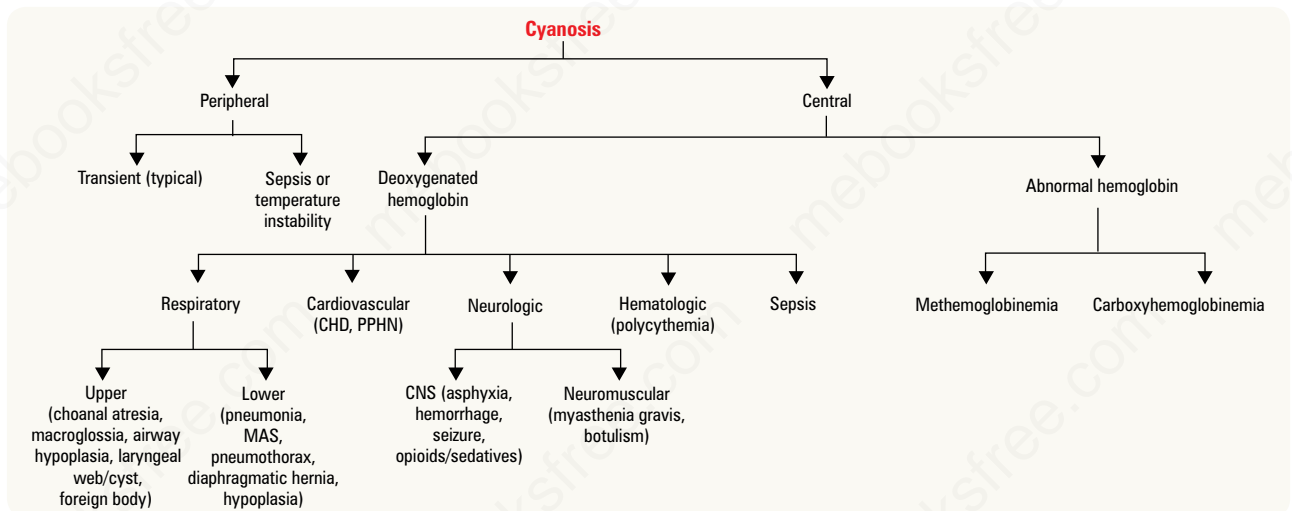 Cyanosis
Peripheral
Central
Transient (typical)
Sepsis or
temperature
instability
Deoxygenated
hemoglobin
Abnormal hemoglobin
Respiratory
Cardiovascular
(CHD, PPHN)
Neurologic
Hematologic
(polycythemia)
Sepsis
Methemoglobinemia
Carboxyhemoglobinemia
Upper
(choanal atresia,
macroglossia, airway
hypoplasia, laryngeal
web/cyst,
foreign body)
Lower
(pneumonia,
MAS,
pneumothorax,
diaphragmatic hernia,
hypoplasia)
CNS (asphyxia,
hemorrhage,
seizure,
opioids/sedatives)
Neuromuscular
(myasthenia gravis,
botulism)